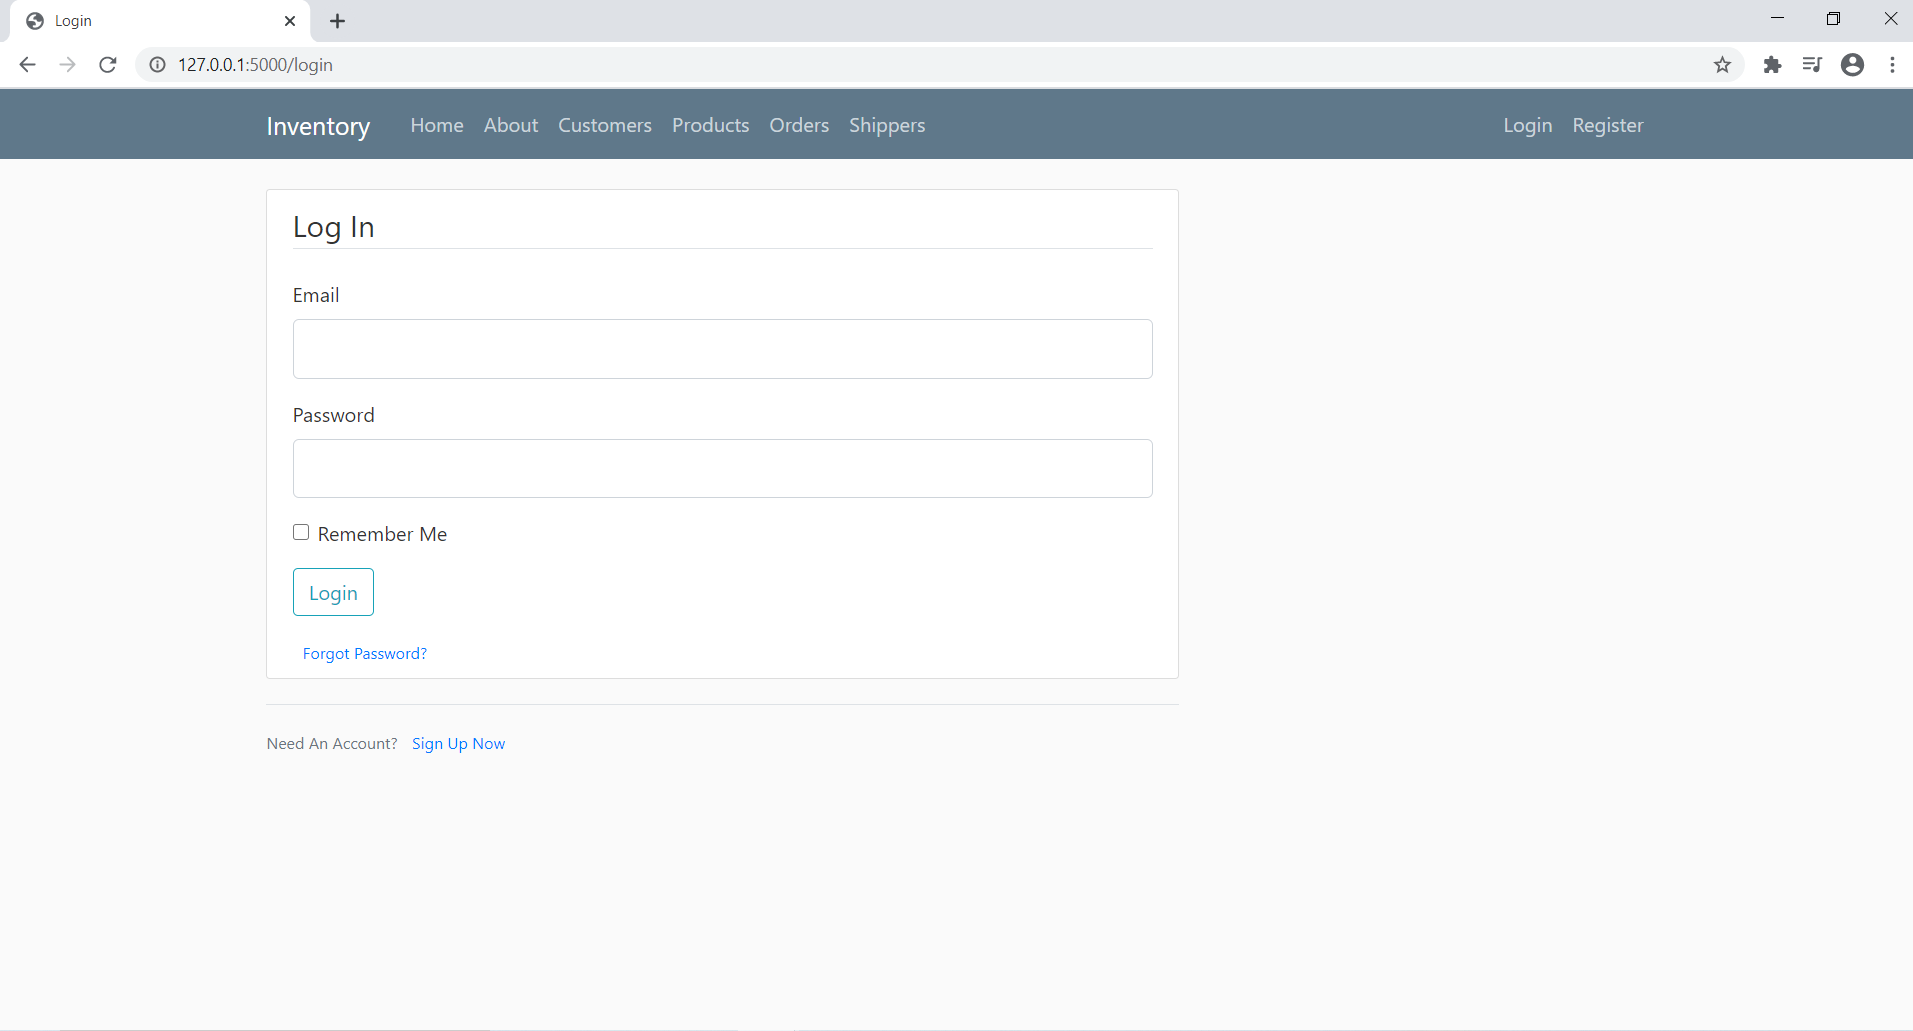 Login
127.0.0.1:5000/login
Inventory Home About Customers Products Orders Shippers Login Register
Log In
Email
Password
Remember Me
Login
Forgot Password?
Need An Account? Sign Up Now